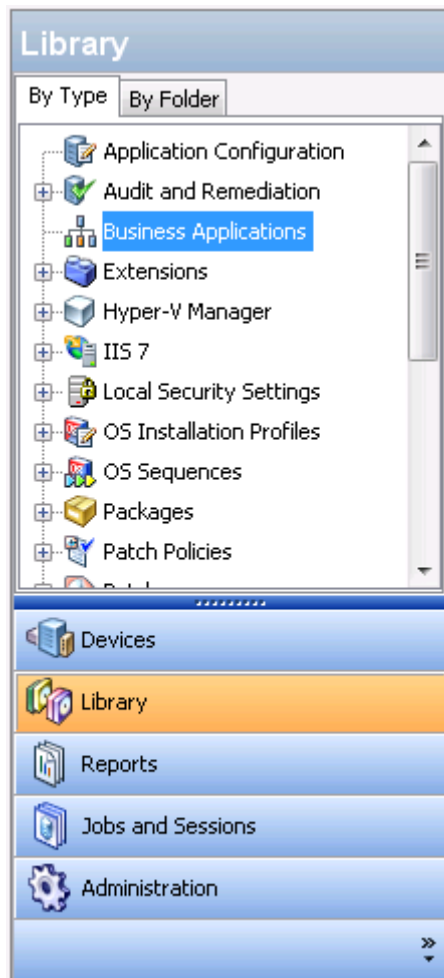 Library
By Type By Folder
Application Configuration
Audit and Remediation
Business Applications
Extensions
Hyper-V Manager
IIS 7
Local Security Settings
OS Installation Profiles
OS Sequences
Packages
Patch Policies
Devices
Library
Reports
Jobs and Sessions
Administration